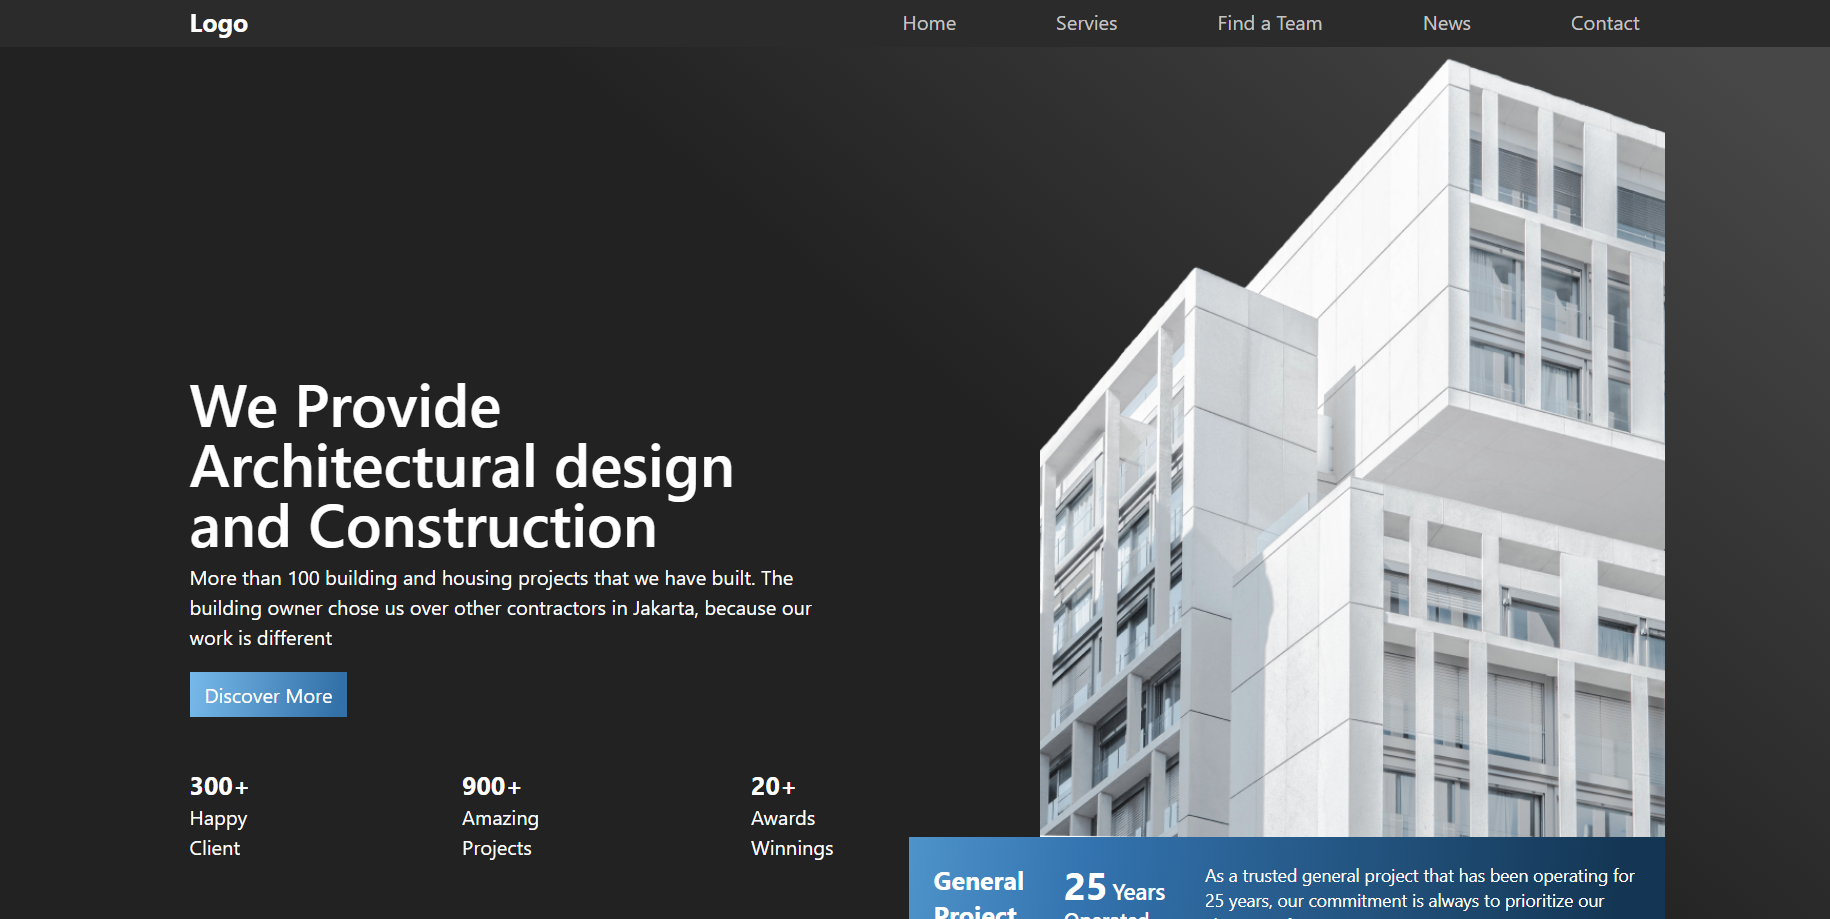 Logo
Home
Servies
Find a Team
News
Contact
We Provide
Architectural design
and Construction
More than 100 building and housing projects that we have built. The
building owner chose us over other contractors in Jakarta, because our
work is different
Discover More
300+
Happy
Client
900+
Amazing
Projects
20+
Awards
Winnings
General
Project
25 Years
Operated
As a trusted general project that has been operating for
25 years, our commitment is always to prioritize our